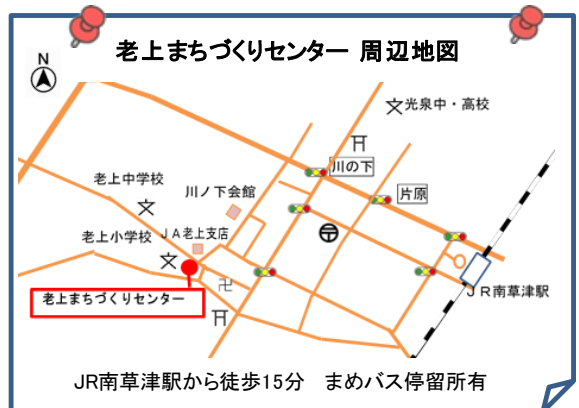 老上まちづくりセンター 周辺地図
N
光泉中・高校
川の下
老上中学校
川ノ下会館
片原
老上小学校
JA老上支店
老上まちづくりセンター
JR南草津駅
JR南草津駅から徒歩15分　まめバス停留所有